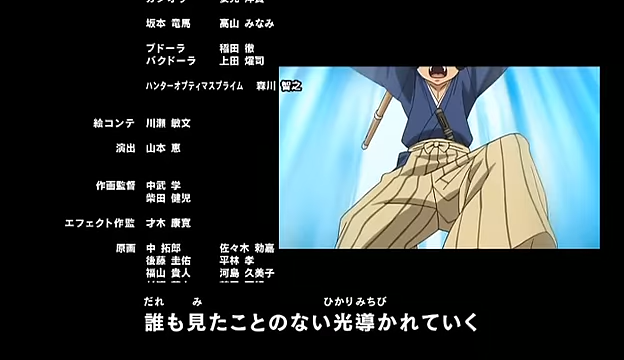 坂本 竜馬 高山 みなみ
ブドーラ 稲田 徹
バクドーラ 上田 燿司
ハンターオプティマスプライム 森川 智之
絵コンテ 川瀬 敏文
演出 山本 恵
作画監督 中武 学
柴田 健児
エフェクト作監 才木 康寛
原画 中 拓郎 佐々木 勅嘉
後藤 圭佑 平林 孝
福山 貴人 河島 久美子
だれ み ひかりみちび
誰も見たことのない光導かれていく